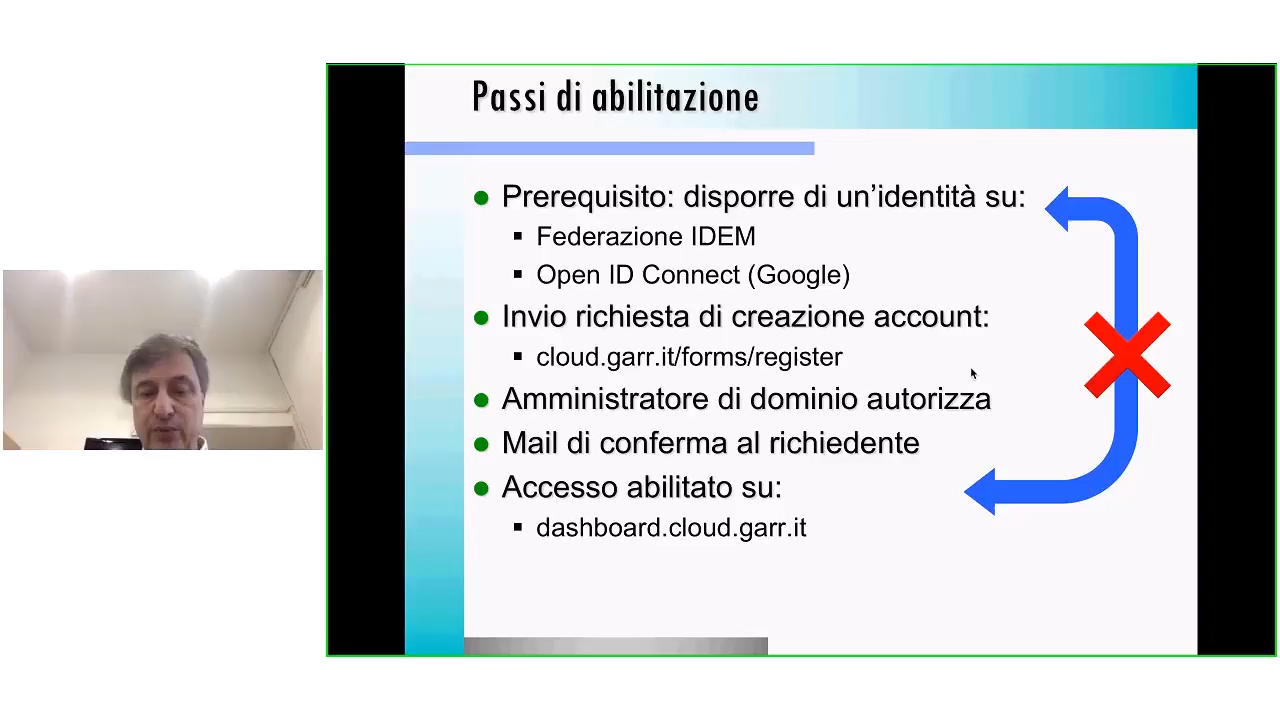 Passi di abilitazione
Prerequisito: disporre di un’identità su:
Federazione IDEM
Open ID Connect (Google)
Invio richiesta di creazione account:
cloud.garr.it/forms/register
Amministratore di dominio autorizza
Mail di conferma al richiedente
Accesso abilitato su:
dashboard.cloud.garr.it